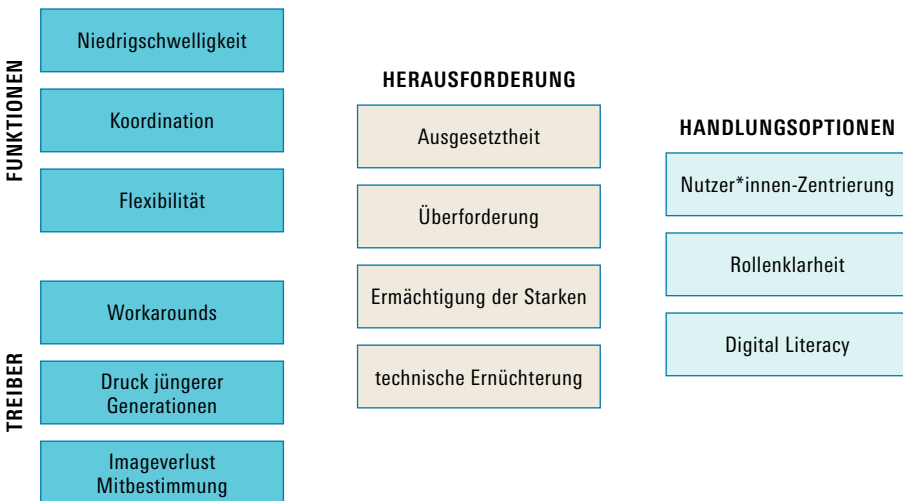 FUNKTIONEN
Niedrigschwelligkeit
Koordination
Flexibilität
TREIBER
Workarounds
Druck jüngerer
Generationen
Imageverlust
Mitbestimmung
HERAUSFORDERUNG
Ausgesetztheit
Überforderung
Ermächtigung der Starken
technische Ernüchterung
HANDLUNGSOPTIONEN
Nutzer*innen-Zentrierung
Rollenklarheit
Digital Literacy